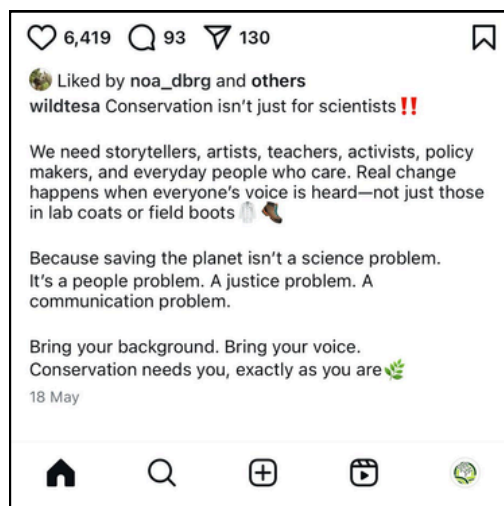 6,419 93 130
Liked by noa_dbrg and others
wildtesa Conservation isn't just for scientists‼️
We need storytellers, artists, teachers, activists, policy
makers, and everyday people who care. Real change
happens when everyone's voice is heard—not just those
in lab coats or field boots🥼🥾
Because saving the planet isn't a science problem.
It's a people problem. A justice problem. A
communication problem.
Bring your background. Bring your voice.
Conservation needs you, exactly as you are🌿
18 May